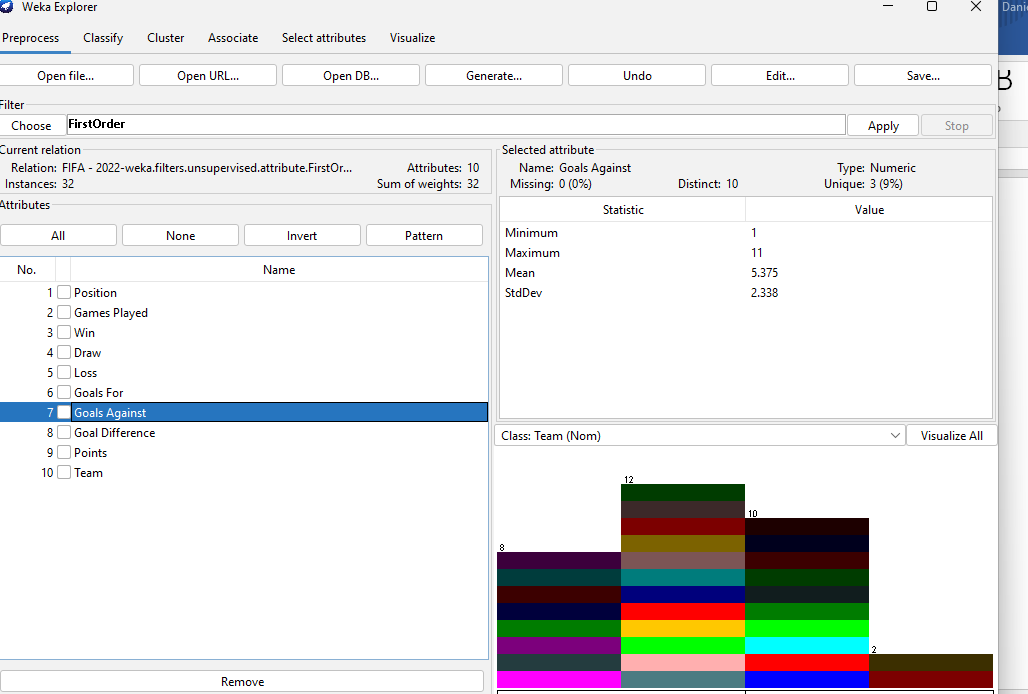 Weka Explorer
Preprocess Classify Cluster Associate Select attributes Visualize
Open file... Open URL... Open DB... Generate... Undo Edit... Save...
Filter
Choose FirstOrder Apply Stop
Current relation
Relation: FIFA - 2022-weka.filters.unsupervised.attribute.FirstOr... Attributes: 10
Instances: 32 Sum of weights: 32
Attributes
All None Invert Pattern
No. Name
1 Position
2 Games Played
3 Win
4 Draw
5 Loss
6 Goals For
7 Goals Against
8 Goal Difference
9 Points
10 Team
Remove
Selected attribute
Name: Goals Against Type: Numeric
Missing: 0 (0%) Distinct: 10 Unique: 3 (9%)
Statistic Value
Minimum 1
Maximum 11
Mean 5.375
StdDev 2.338
Class: Team (Nom) Visualize All
8
12
10
2
Danie